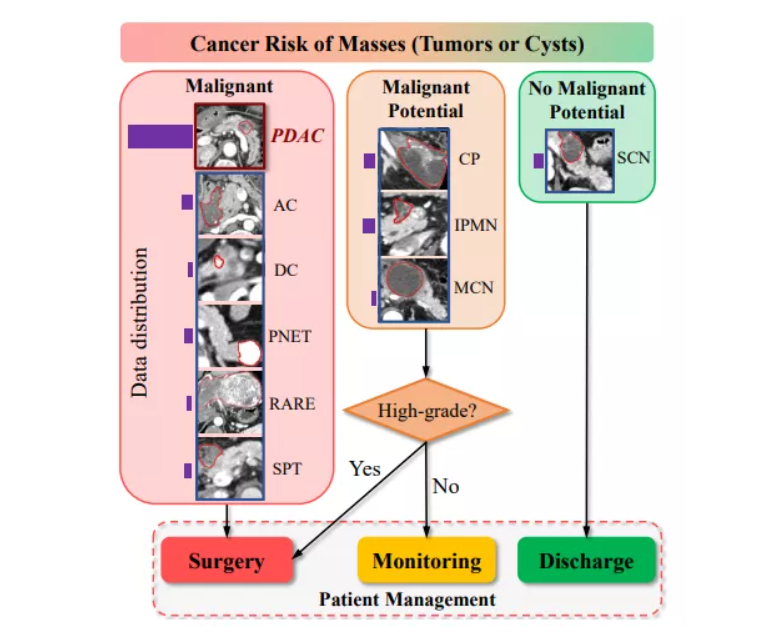 Cancer Risk of Masses (Tumors or Cysts)
Malignant
PDAC
AC
DC
PNET
RARE
SPT
Data distribution
Malignant
Potential
CP
IPMN
MCN
No Malignant
Potential
SCN
High-grade?
Yes
No
Surgery
Monitoring
Discharge
Patient Management